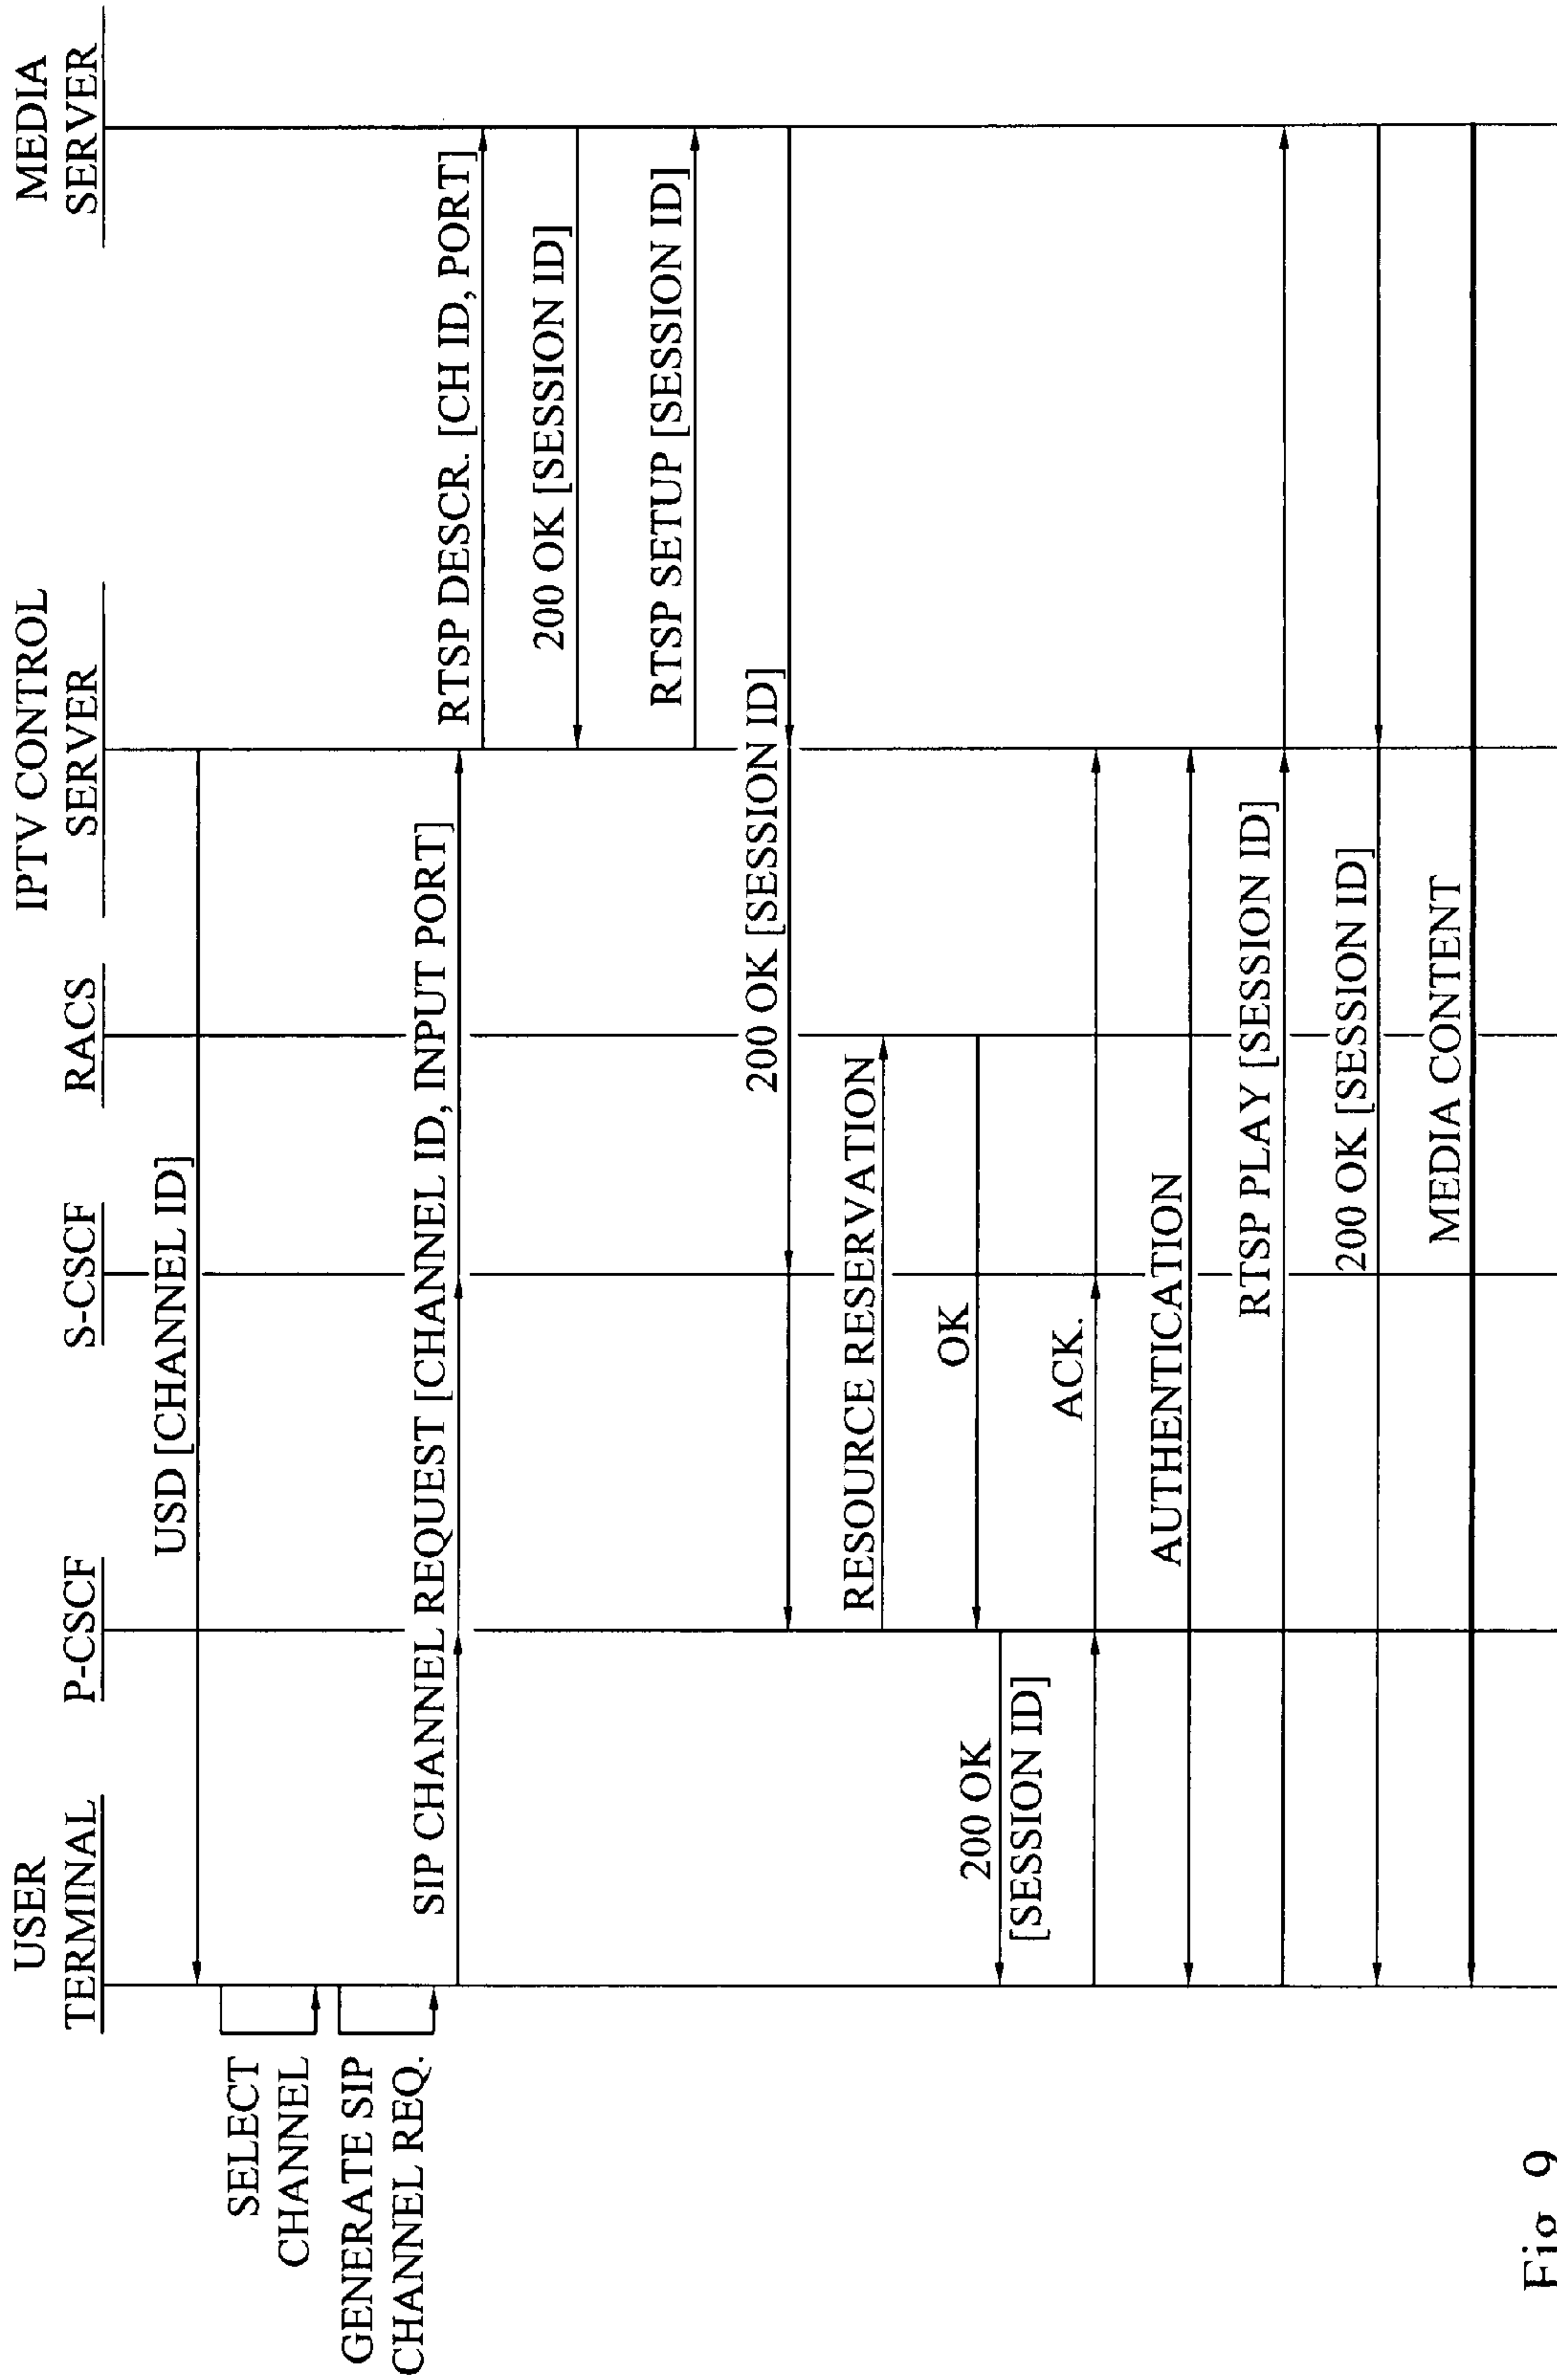 USER
TERMINAL
P-CSCF
S-CSCF
RACS
IPTV CONTROL
SERVER
MEDIA
SERVER
USD [CHANNEL ID]
SELECT
CHANNEL
GENERATE SIP
CHANNEL REQ.
SIP CHANNEL REQUEST [CHANNEL ID, INPUT PORT]
RTSP DESCR. [CH ID, PORT]
200 OK [SESSION ID]
RTSP SETUP [SESSION ID]
200 OK [SESSION ID]
RESOURCE RESERVATION
OK
200 OK
[SESSION ID]
ACK.
AUTHENTICATION
RTSP PLAY [SESSION ID]
200 OK [SESSION ID]
MEDIA CONTENT
Fig. 9